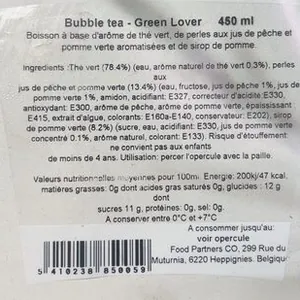 Bubble tea - Green Lover 450 ml
Boisson à base d'arôme de thé vert, de perles aux jus de pêche et
pomme verte aromatisées et de sirop de pomme.
Ingredients :The vert (78.4%) (eau, arôme naturel de thé vert 0.3%), perles
aux
jus de pêche et pomme verte (13.4%) (eau, fructose, jus de pêche 1%, jus de
pomme verte 1%, amidon, acidifiant: E327, correcteur d'acidité:E330,
antioxydant: E300, arôme de pêche, arôme de pomme verte, épaississant
E415, extrait d'algue, colorants: E160a-E140, conservateur: E202), sirop de
pomme verte (8.2%) (sucre, eau, acidifiant: E330, jus de pomme verte
concentré 0.1%, arôme naturel, colorant: E133). Risque d'étouffement:
ne convient pas aux enfants
de moins de 4 ans. Utilisation: percer l'opercule avec la paille.
Valeurs nutritionnelles moyennes pour 100ml: Energie: 200kj/47 kcal,
matières grasses: 0g dont acides gras saturés 0g, glucides : 12 g
dont
sucres 11 g, protéines: 0g, sel: 0g.
A conserver entre 0°C et +7°C
A consommer jusqu'au:
voir opercule
Food Partners CO, 299 Rue du
Muturnia, 6220 Heppignies. Belgique
5 410238 850059